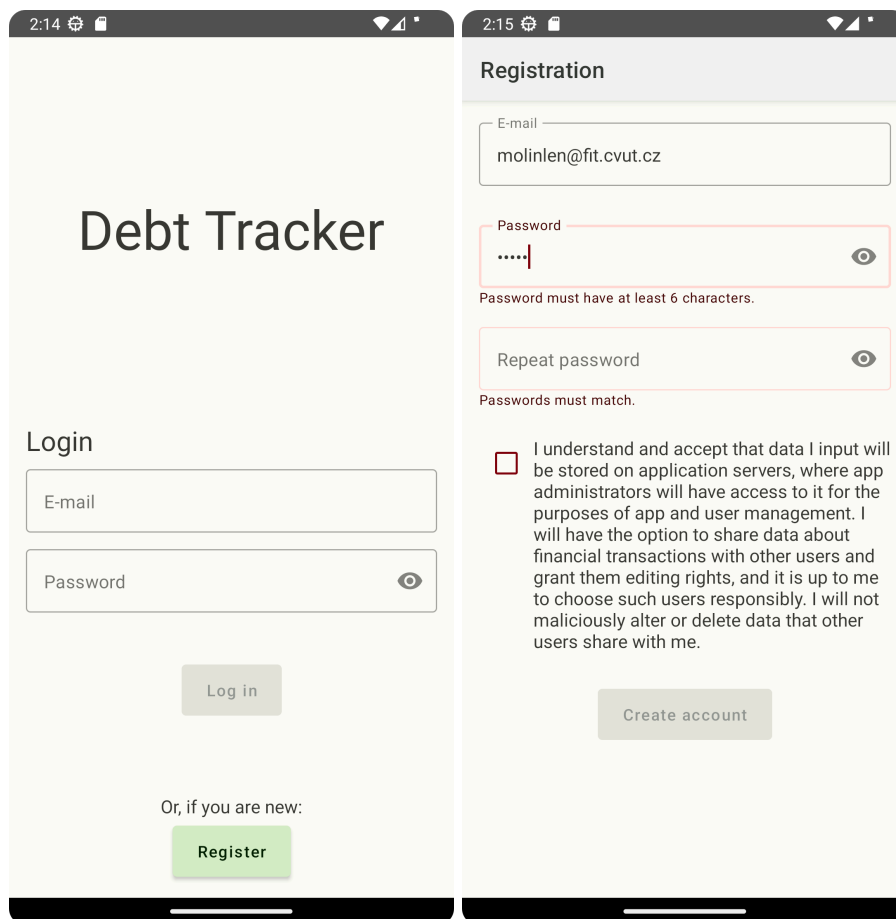 2:14
Debt Tracker
Login
E-mail
Password
Log in
Or, if you are new:
Register
2:15
Registration
E-mail
molinlen@fit.cvut.cz
Password
•••••
Password must have at least 6 characters.
Repeat password
Passwords must match.
I understand and accept that data I input will
be stored on application servers, where app
administrators will have access to it for the
purposes of app and user management. I
will have the option to share data about
financial transactions with other users and
grant them editing rights, and it is up to me
to choose such users responsibly. I will not
maliciously alter or delete data that other
users share with me.
Create account